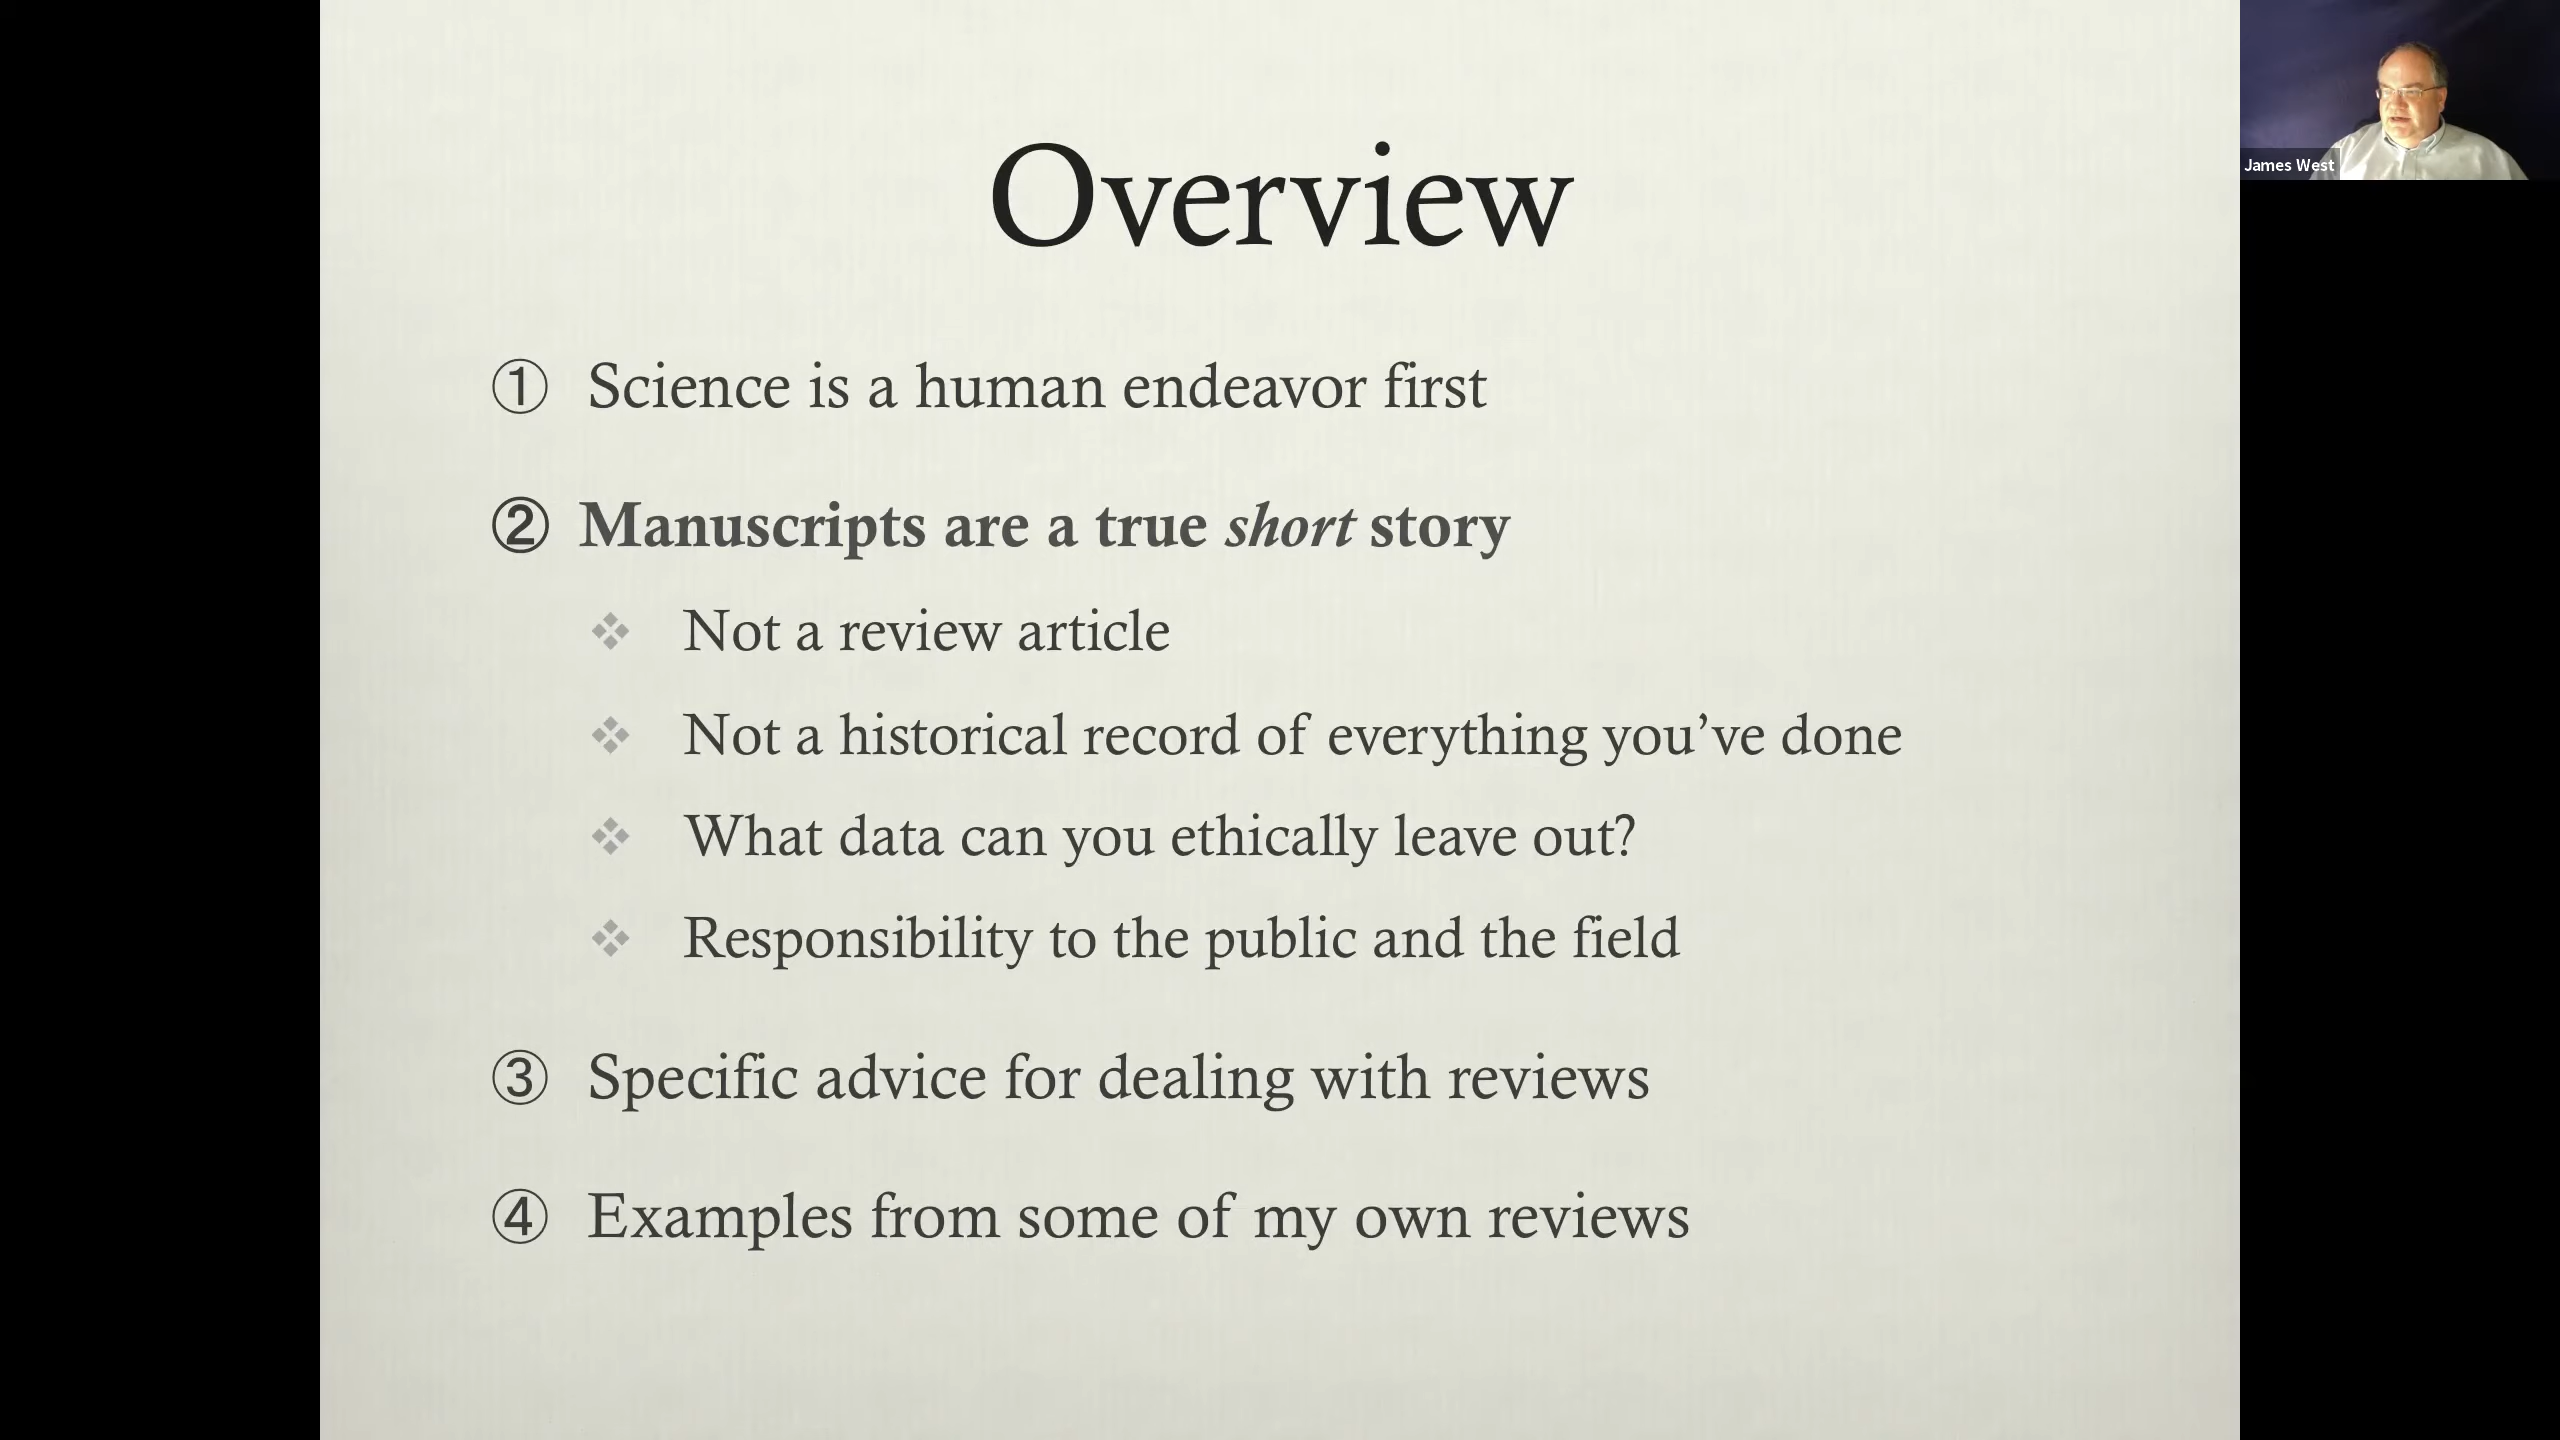 Overview
① Science is a human endeavor first
② Manuscripts are a true short story
❖ Not a review article
❖ Not a historical record of everything you’ve done
❖ What data can you ethically leave out?
❖ Responsibility to the public and the field
③ Specific advice for dealing with reviews
④ Examples from some of my own reviews
James West